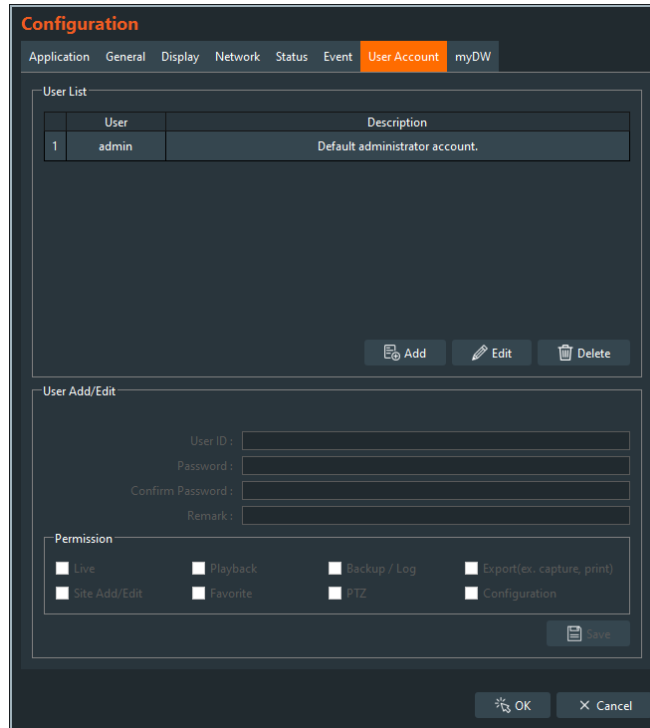 Configuration
Application General Display Network Status Event User Account myDW
User List
User Description
1 admin Default administrator account.
Add Edit Delete
User Add/Edit
User ID :
Password :
Confirm Password :
Remark :
Permission
Live Playback Backup / Log Export(ex. capture, print)
Site Add/Edit Favorite PTZ Configuration
Save
OK Cancel